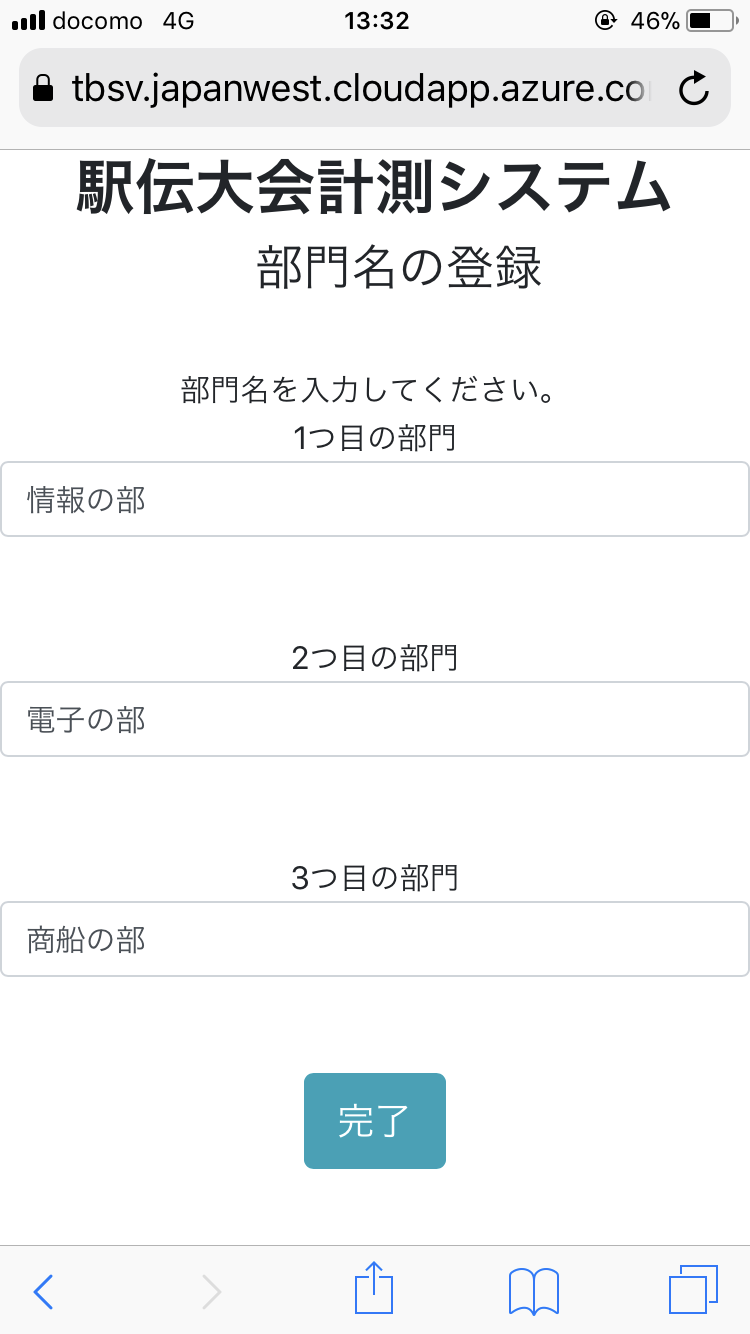 docomo 4G 13:32 46%
tbsv.japanwest.cloudapp.azure.co
駅伝大会計測システム
部門名の登録
部門名を入力してください。
1つ目の部門
情報の部
2つ目の部門
電子の部
3つ目の部門
商船の部
完了